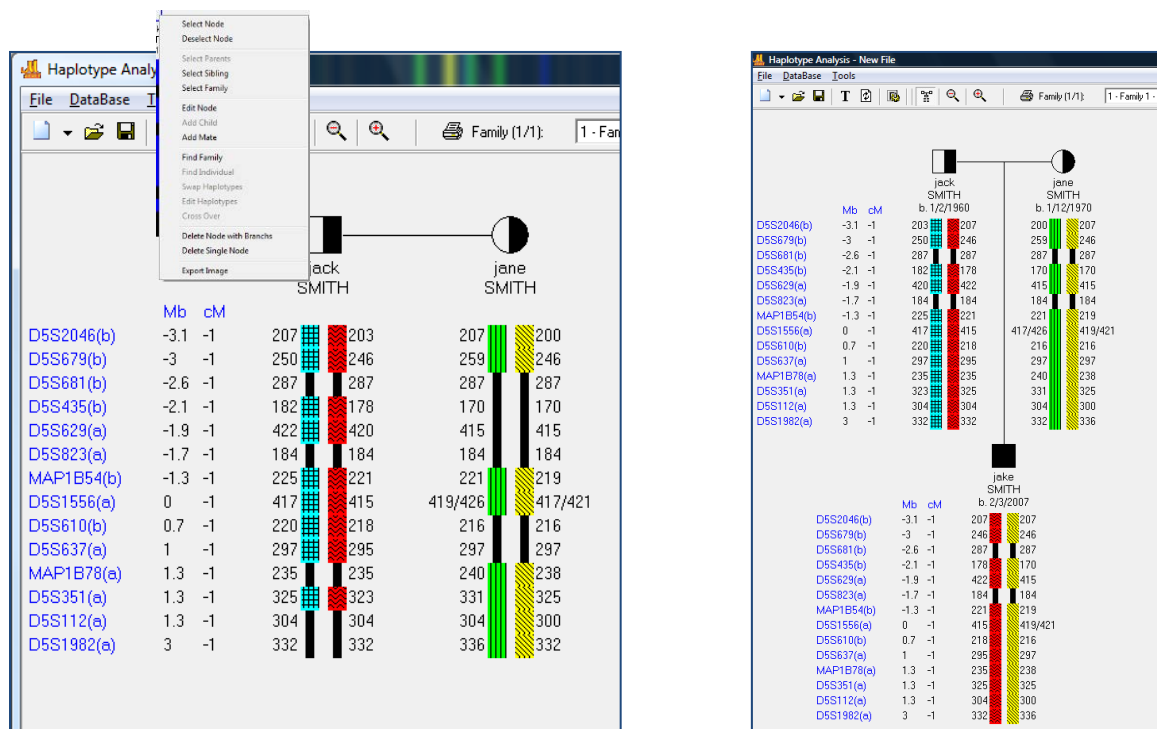 Select Node
Deselect Node
Select Parents
Select Sibling
Select Family
Edit Node
Add Child
Add Mate
Find Family
Find Individual
Swap Haplotypes
Edit Haplotypes
Cross Over
Delete Node with Branchs
Delete Single Node
Export Image
Haplotype Analy
File DataBase T
Family (1/1): 1 - Fan
jack jane
SMITH SMITH
Mb cM
D5S2046(b) -3.1 -1 207 203 207 200
D5S679(b) -3 -1 250 246 259 246
D5S681(b) -2.6 -1 287 287 287 287
D5S435(b) -2.1 -1 182 178 170 170
D5S629(a) -1.9 -1 422 420 415 415
D5S823(a) -1.7 -1 184 184 184 184
MAP1B54(b) -1.3 -1 225 221 221 219
D5S1556(a) 0 -1 417 415 419/426 417/421
D5S610(b) 0.7 -1 220 218 216 216
D5S637(a) 1 -1 297 295 297 297
MAP1B78(a) 1.3 -1 235 235 240 238
D5S351(a) 1.3 -1 325 323 331 325
D5S112(a) 1.3 -1 304 304 304 300
D5S1982(a) 3 -1 332 332 336 332
Haplotype Analysis - New File
File DataBase Tools
T Family (1/1): 1 - Family 1 -
jack jane
SMITH SMITH
Mb cM b. 1/2/1960 b. 1/12/1970
D5S2046(b) -3.1 -1 203 207 200 207
D5S679(b) -3 -1 250 246 259 246
D5S681(b) -2.6 -1 287 287 287 287
D5S435(b) -2.1 -1 182 178 170 170
D5S629(a) -1.9 -1 420 422 415 415
D5S823(a) -1.7 -1 184 184 184 184
MAP1B54(b) -1.3 -1 225 221 221 219
D5S1556(a) 0 -1 417 415 417/426 419/421
D5S610(b) 0.7 -1 220 218 216 216
D5S637(a) 1 -1 297 295 297 297
MAP1B78(a) 1.3 -1 235 235 240 238
D5S351(a) 1.3 -1 323 325 331 325
D5S112(a) 1.3 -1 304 304 304 300
D5S1982(a) 3 -1 332 332 332 336
jake
SMITH
Mb cM b. 2/3/2007
D5S2046(b) -3.1 -1 207 207
D5S679(b) -3 -1 246 246
D5S681(b) -2.6 -1 287 287
D5S435(b) -2.1 -1 178 170
D5S629(a) -1.9 -1 422 415
D5S823(a) -1.7 -1 184 184
MAP1B54(b) -1.3 -1 221 219
D5S1556(a) 0 -1 415 419/421
D5S610(b) 0.7 -1 218 216
D5S637(a) 1 -1 295 297
MAP1B78(a) 1.3 -1 235 238
D5S351(a) 1.3 -1 325 325
D5S112(a) 1.3 -1 304 300
D5S1982(a) 3 -1 332 336